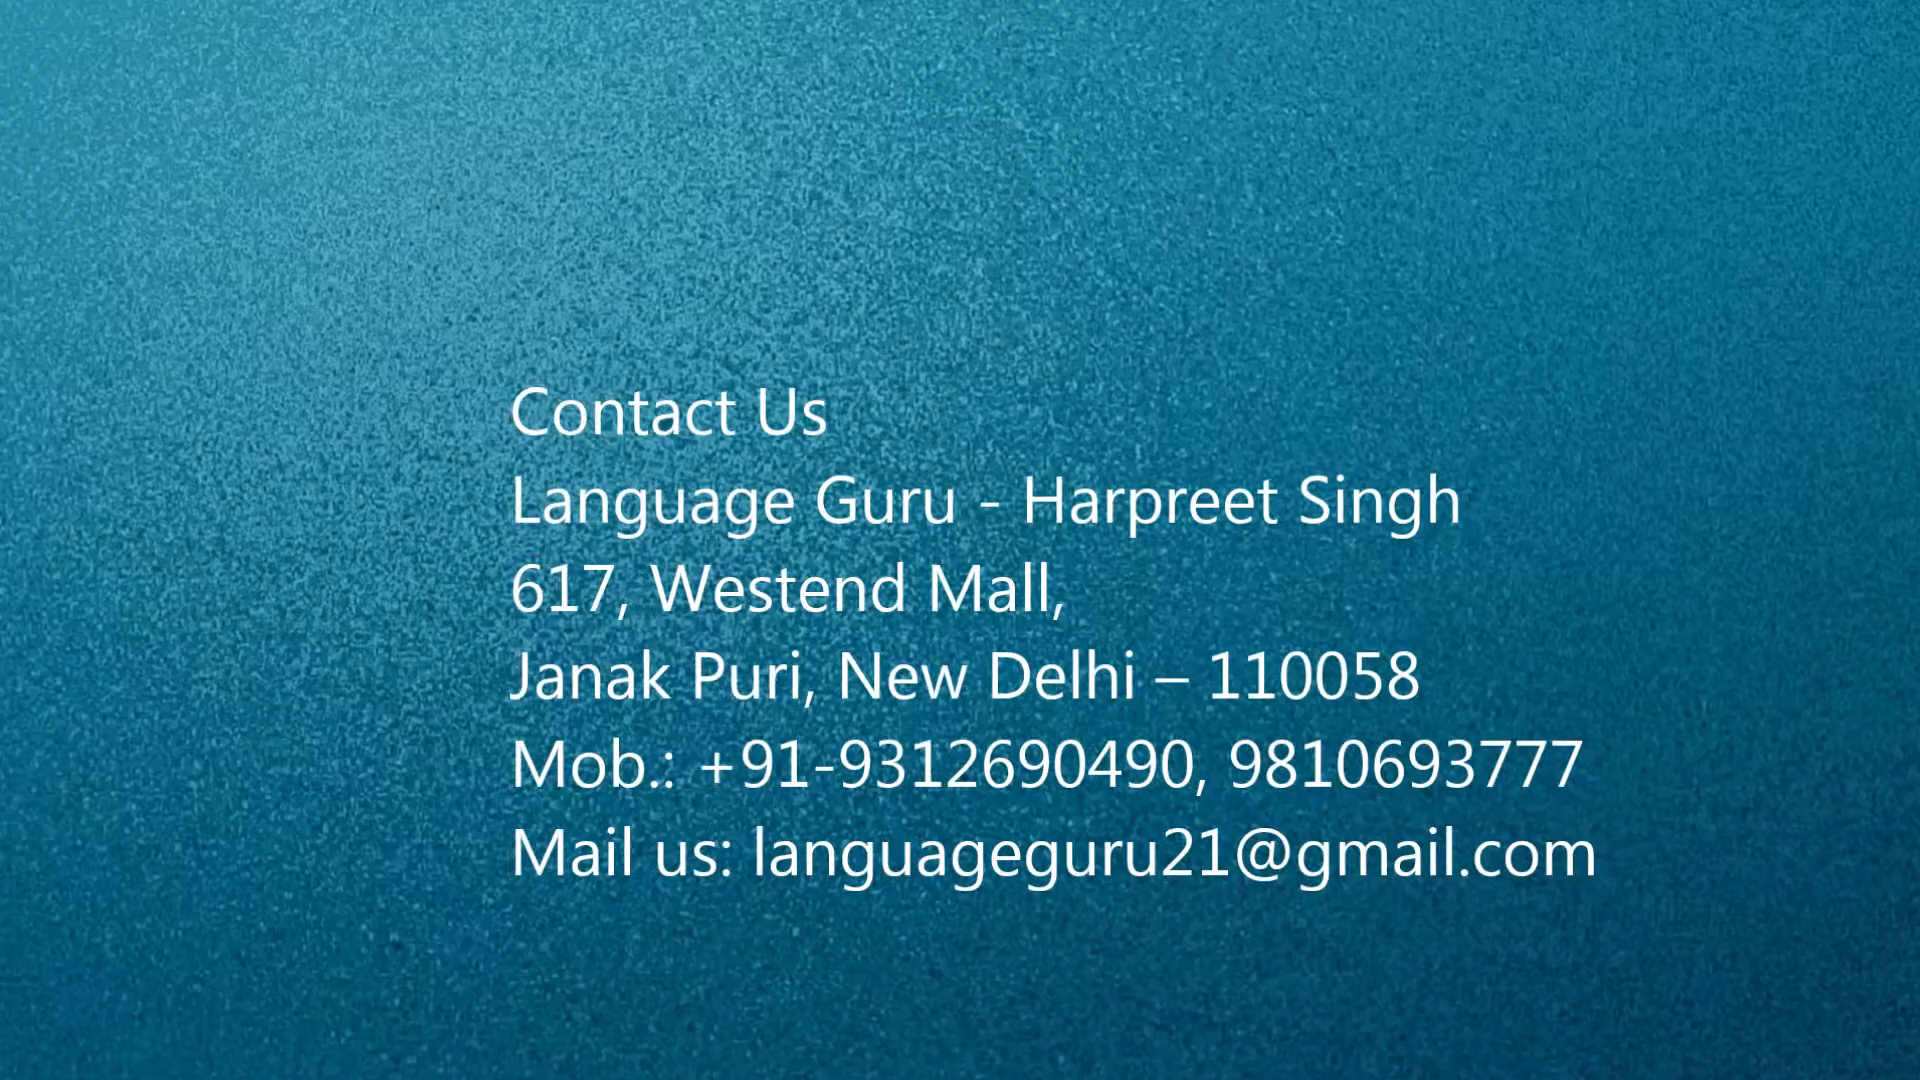 Contact Us
Language Guru - Harpreet Singh
617, Westend Mall,
Janak Puri, New Delhi – 110058
Mob.: +91-9312690490, 9810693777
Mail us: languageguru21@gmail.com